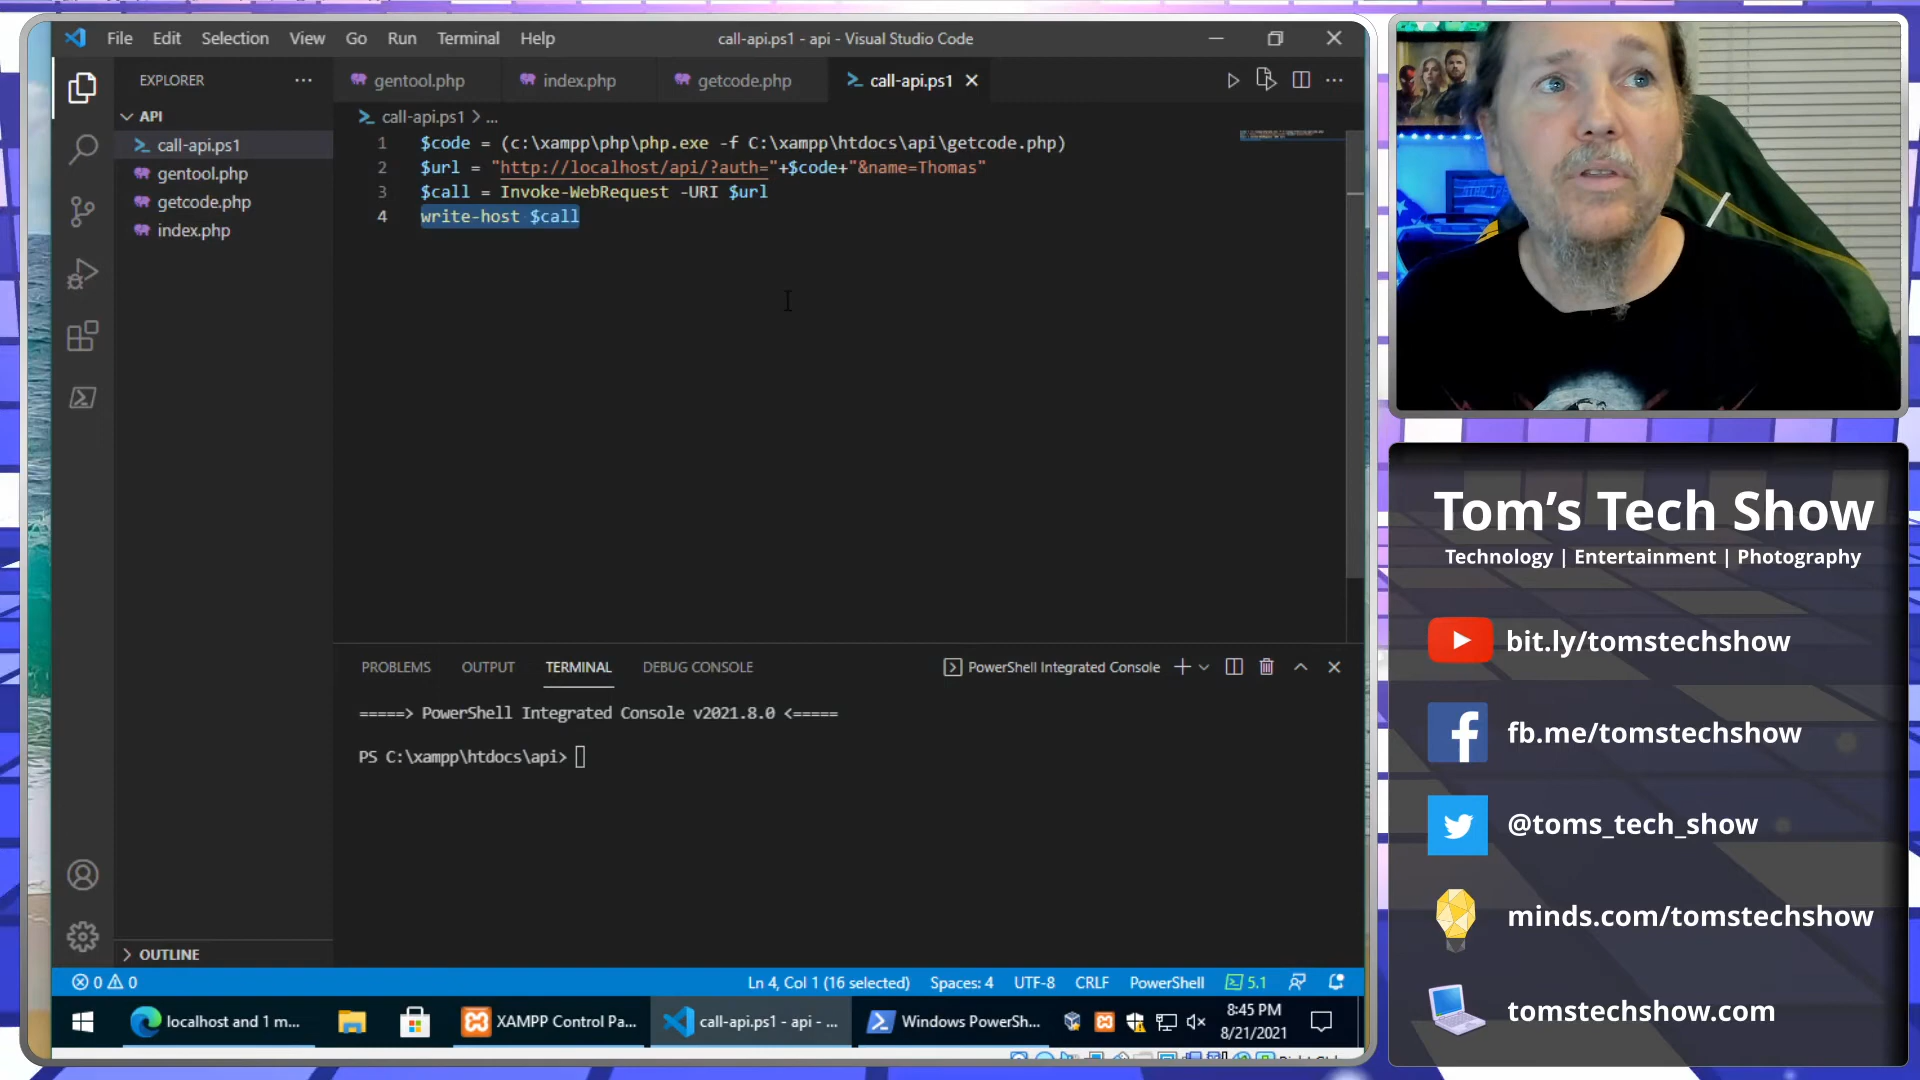 File Edit Selection View Go Run Terminal Help
call-api.ps1 - api - Visual Studio Code
EXPLORER
gentool.php
index.php
getcode.php
call-api.ps1
API
call-api.ps1
gentool.php
getcode.php
index.php
call-api.ps1 > ...
1 $code = (c:\xampp\php\php.exe -f C:\xampp\htdocs\api\getcode.php)
2 $url = "http://localhost/api/?auth="+$code+"&name=Thomas"
3 $call = Invoke-WebRequest -URI $url
4 write-host $call
PROBLEMS OUTPUT TERMINAL DEBUG CONSOLE
PowerShell Integrated Console
=====> PowerShell Integrated Console v2021.8.0 <=====
PS C:\xampp\htdocs\api>
OUTLINE
0 0
Ln 4, Col 1 (16 selected) Spaces: 4 UTF-8 CRLF PowerShell 5.1
localhost and 1 m...
XAMPP Control Pa...
call-api.ps1 - api - ...
Windows PowerSh...
8:45 PM
8/21/2021
Tom's Tech Show
Technology | Entertainment | Photography
bit.ly/tomstechshow
fb.me/tomstechshow
@toms_tech_show
minds.com/tomstechshow
tomstechshow.com